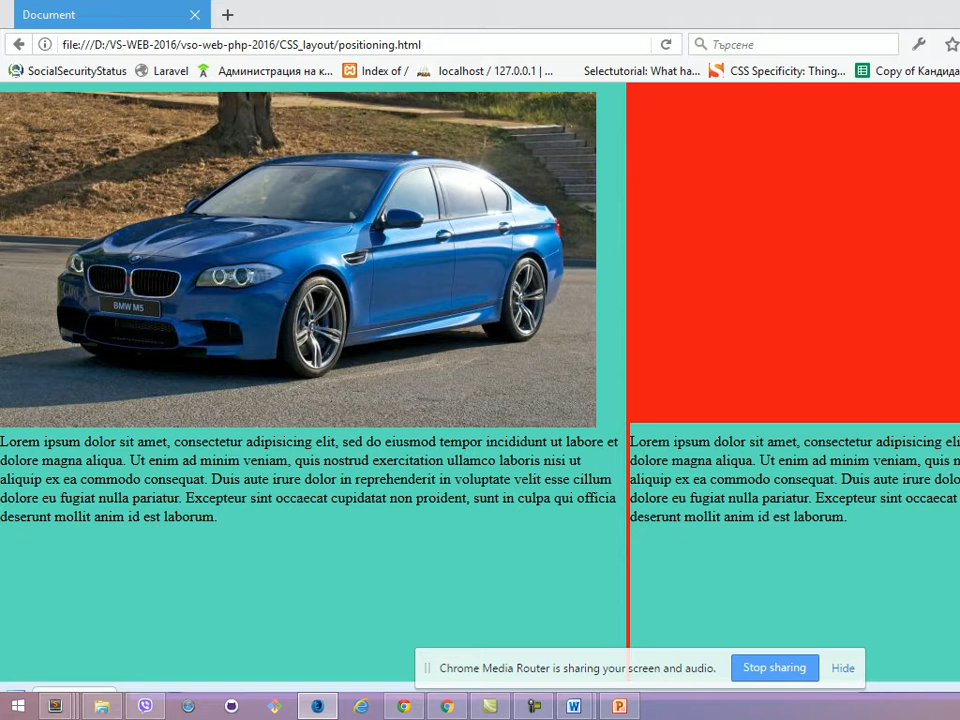 Document
file:///D:/VS-WEB-2016/vso-web-php-2016/CSS_layout/positioning.html
Търсене
SocialSecurityStatus Laravel Администрация на к... Index of / localhost / 127.0.0.1 | ... Selectutorial: What ha... CSS Specificity: Thing... Copy of Кандида
BMW M5
Lorem ipsum dolor sit amet, consectetur adipisicing elit, sed do eiusmod tempor incididunt ut labore et
dolore magna aliqua. Ut enim ad minim veniam, quis nostrud exercitation ullamco laboris nisi ut
aliquip ex ea commodo consequat. Duis aute irure dolor in reprehenderit in voluptate velit esse cillum
dolore eu fugiat nulla pariatur. Excepteur sint occaecat cupidatat non proident, sunt in culpa qui officia
deserunt mollit anim id est laborum.
Lorem ipsum dolor sit amet, consectetur adipisicing eli
dolore magna aliqua. Ut enim ad minim veniam, quis n
aliquip ex ea commodo consequat. Duis aute irure dolo
dolore eu fugiat nulla pariatur. Excepteur sint occaecat
deserunt mollit anim id est laborum.
Chrome Media Router is sharing your screen and audio. Stop sharing Hide